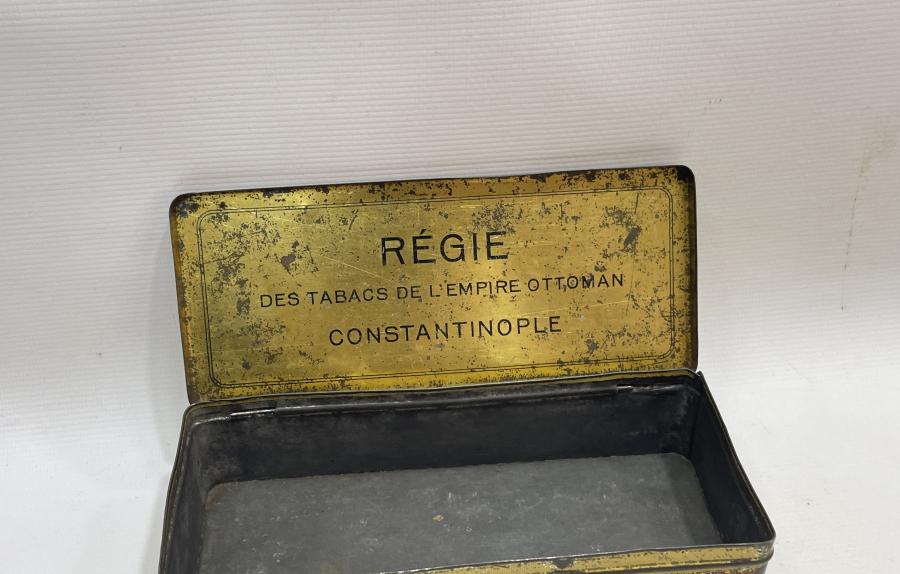 RÉGIE
DES TABACS DE L'EMPIRE OTTOMAN
CONSTANTINOPLE